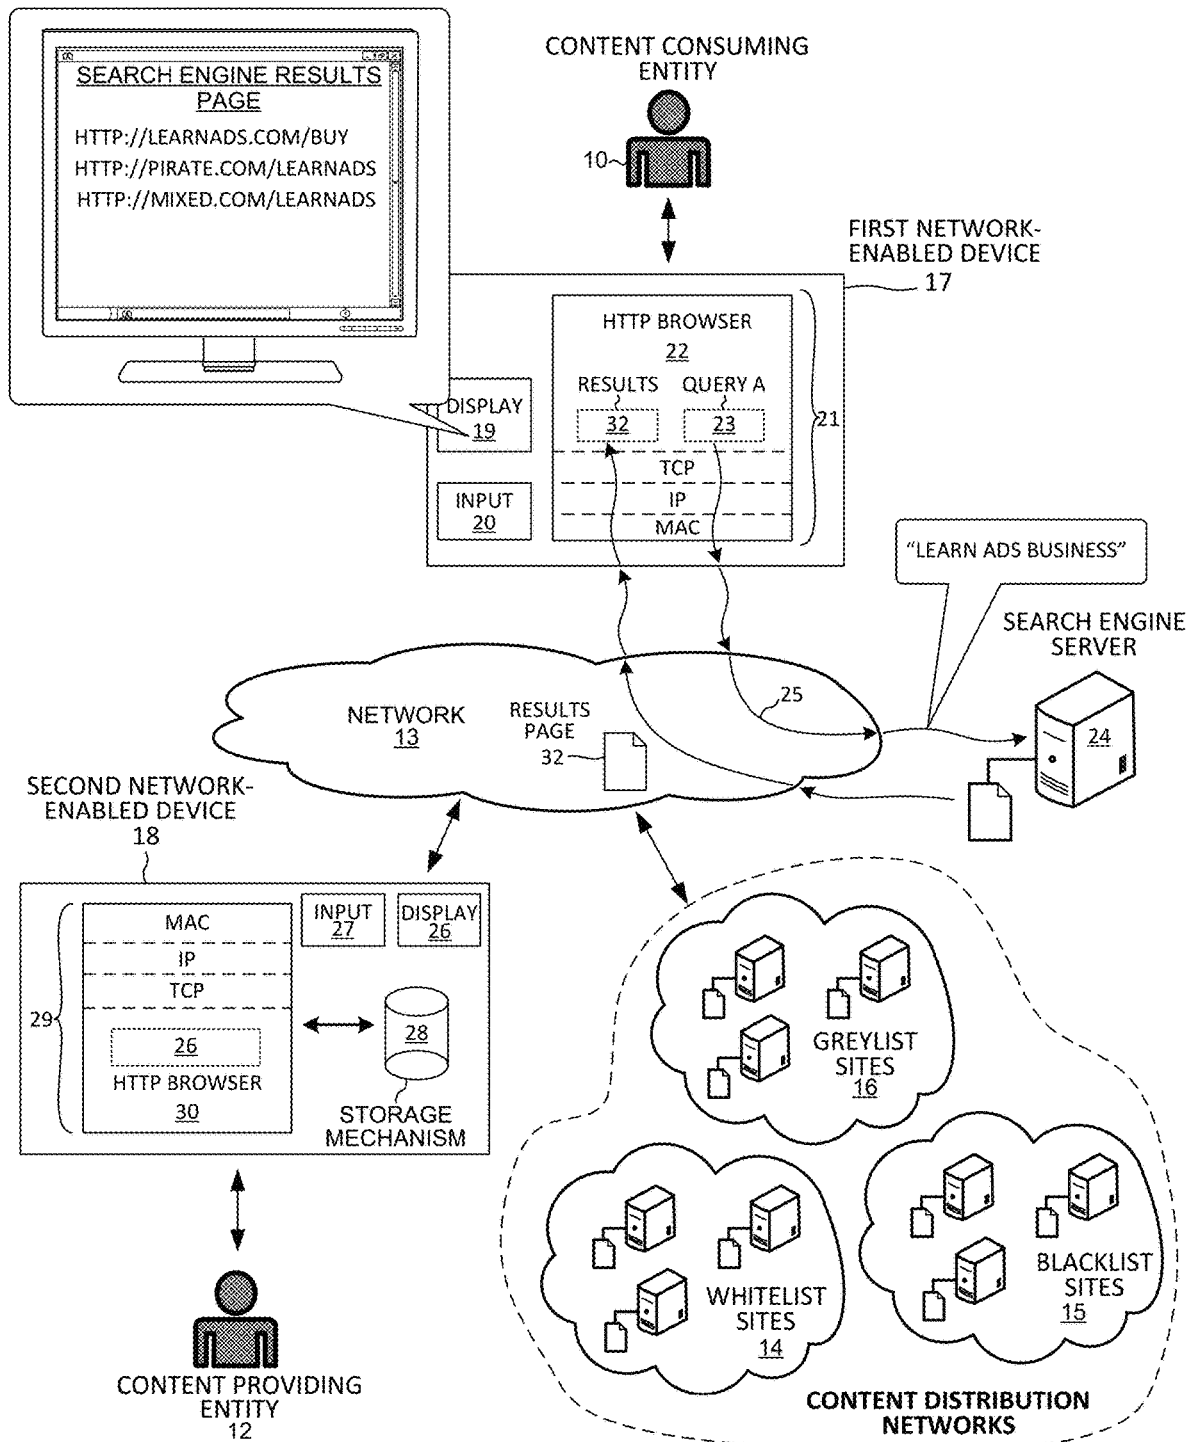 SEARCH ENGINE RESULTS
PAGE
HTTP://LEARNADS.COM/BUY
HTTP://PIRATE.COM/LEARNADS
HTTP://MIXED.COM/LEARNADS
CONTENT CONSUMING
ENTITY
10
FIRST NETWORK-
ENABLED DEVICE
17
HTTP BROWSER
22
RESULTS
QUERY A
32
23
21
DISPLAY
19
TCP
INPUT
20
IP
MAC
"LEARN ADS BUSINESS"
SEARCH ENGINE
SERVER
24
25
NETWORK
13
RESULTS
PAGE
32
SECOND NETWORK-
ENABLED DEVICE
18
MAC
IP
TCP
29
26
HTTP BROWSER
30
INPUT
27
DISPLAY
26
28
STORAGE
MECHANISM
GREYLIST
SITES
16
WHITELIST
SITES
14
BLACKLIST
SITES
15
CONTENT PROVIDING
ENTITY
12
CONTENT DISTRIBUTION
NETWORKS